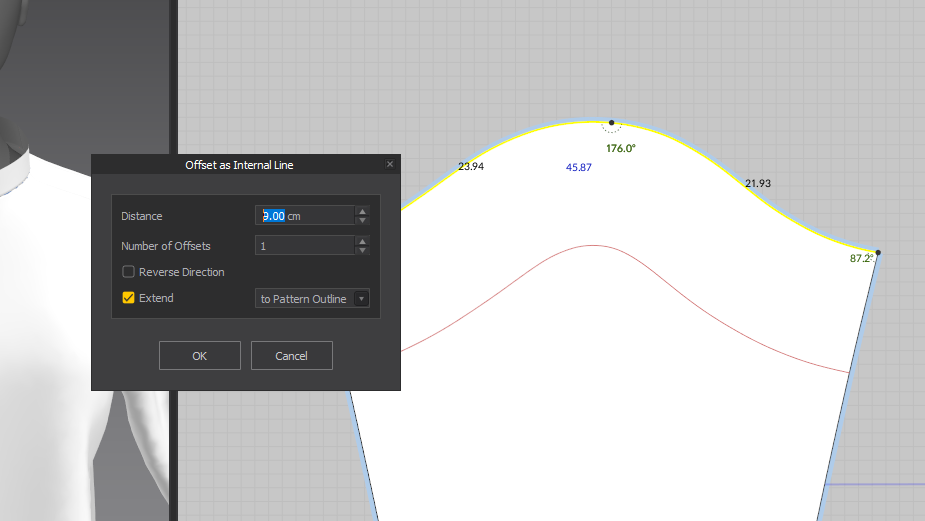 Offset as Internal Line
Distance
9.00 cm
Number of Offsets
1
Reverse Direction
Extend
to Pattern Outline
OK
Cancel
23.94
176.0°
45.87
21.93
87.2°